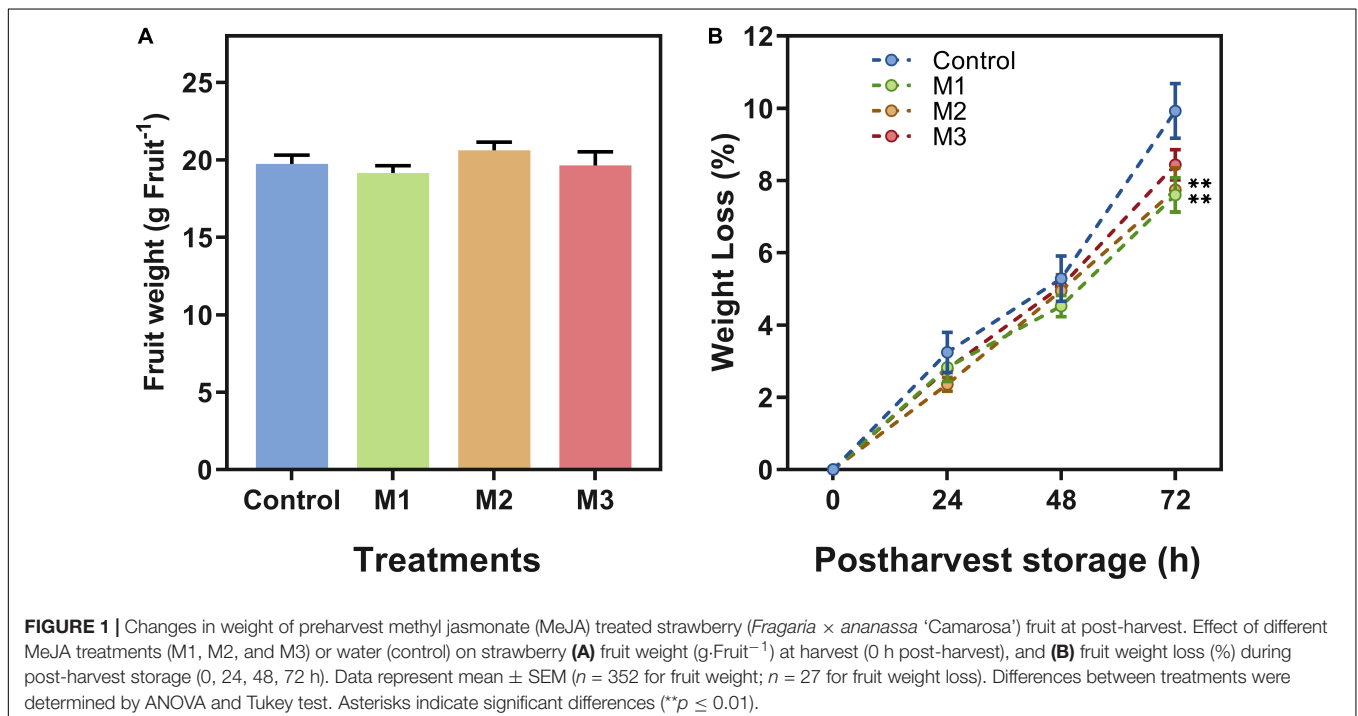 A
Fruit weight (g Fruit⁻¹)
25
20
15
10
5
0
Control M1 M2 M3
Treatments
B
Weight Loss (%)
12
10
8
6
4
2
0
Control
M1
M2
M3
**
**
0 24 48 72
Postharvest storage (h)
FIGURE 1 | Changes in weight of preharvest methyl jasmonate (MeJA) treated strawberry (Fragaria × ananassa ‘Camarosa’) fruit at post-harvest. Effect of different
MeJA treatments (M1, M2, and M3) or water (control) on strawberry (A) fruit weight (g·Fruit⁻¹) at harvest (0 h post-harvest), and (B) fruit weight loss (%) during
post-harvest storage (0, 24, 48, 72 h). Data represent mean ± SEM (n = 352 for fruit weight; n = 27 for fruit weight loss). Differences between treatments were
determined by ANOVA and Tukey test. Asterisks indicate significant differences (**p ≤ 0.01).